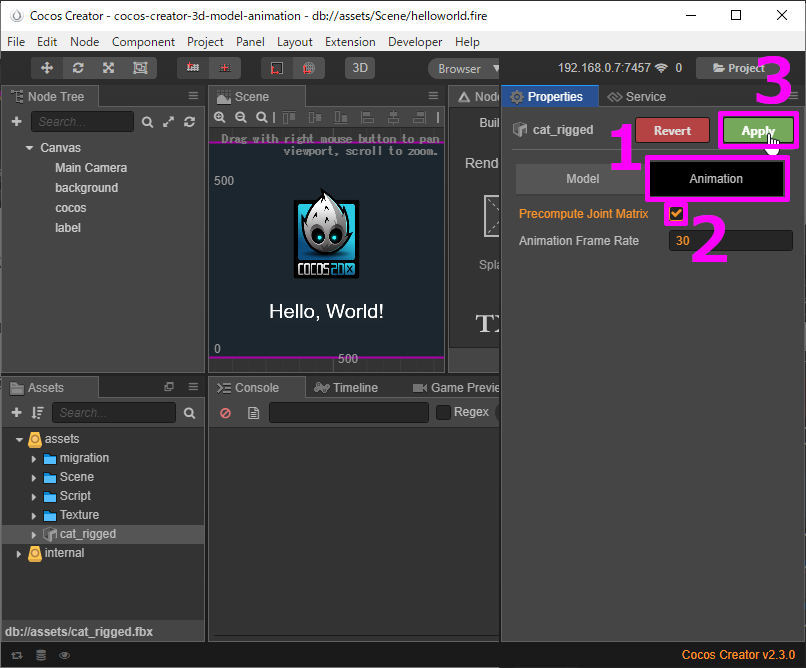 Cocos Creator - cocos-creator-3d-model-animation - db://assets/Scene/helloworld.fire
File Edit Node Component Project Panel Layout Extension Developer Help
3D Browser 192.168.0.7:7457 0 Project
3
Node Tree
Search...
Canvas
Main Camera
background
cocos
label
Scene
Drag with right mouse button to pan
viewport, scroll to zoom.
500
COCOS2DX
Hello, World!
0
500
Nod
Buil
Rend
Spla
TX
Properties Service
cat_rigged Revert Apply
1
Model Animation
Precompute Joint Matrix
2
Animation Frame Rate 30
Assets
Search...
assets
migration
Scene
Script
Texture
cat_rigged
internal
db://assets/cat_rigged.fbx
Console Timeline Game Previe
Regex
Cocos Creator v2.3.0